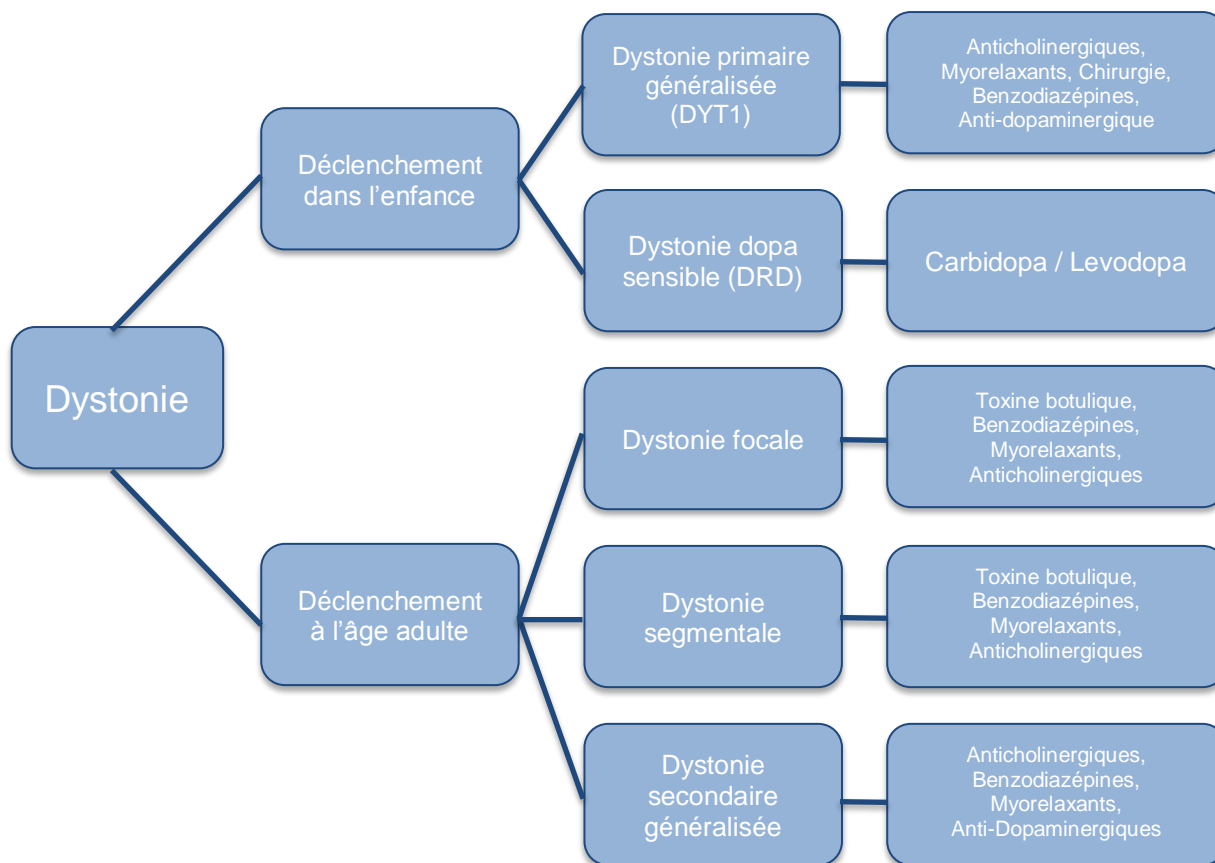 Dystonie
Déclenchement
dans l'enfance
Dystonie primaire
généralisée
(DYT1)
Anticholinergiques,
Myorelaxants, Chirurgie,
Benzodiazépines,
Anti-dopaminergique
Dystonie dopa
sensible (DRD)
Carbidopa / Levodopa
Déclenchement
à l'âge adulte
Dystonie focale
Toxine botulique,
Benzodiazépines,
Myorelaxants,
Anticholinergiques
Dystonie
segmentale
Toxine botulique,
Benzodiazépines,
Myorelaxants,
Anticholinergiques
Dystonie
secondaire
généralisée
Anticholinergiques,
Benzodiazépines,
Myorelaxants,
Anti-Dopaminergiques